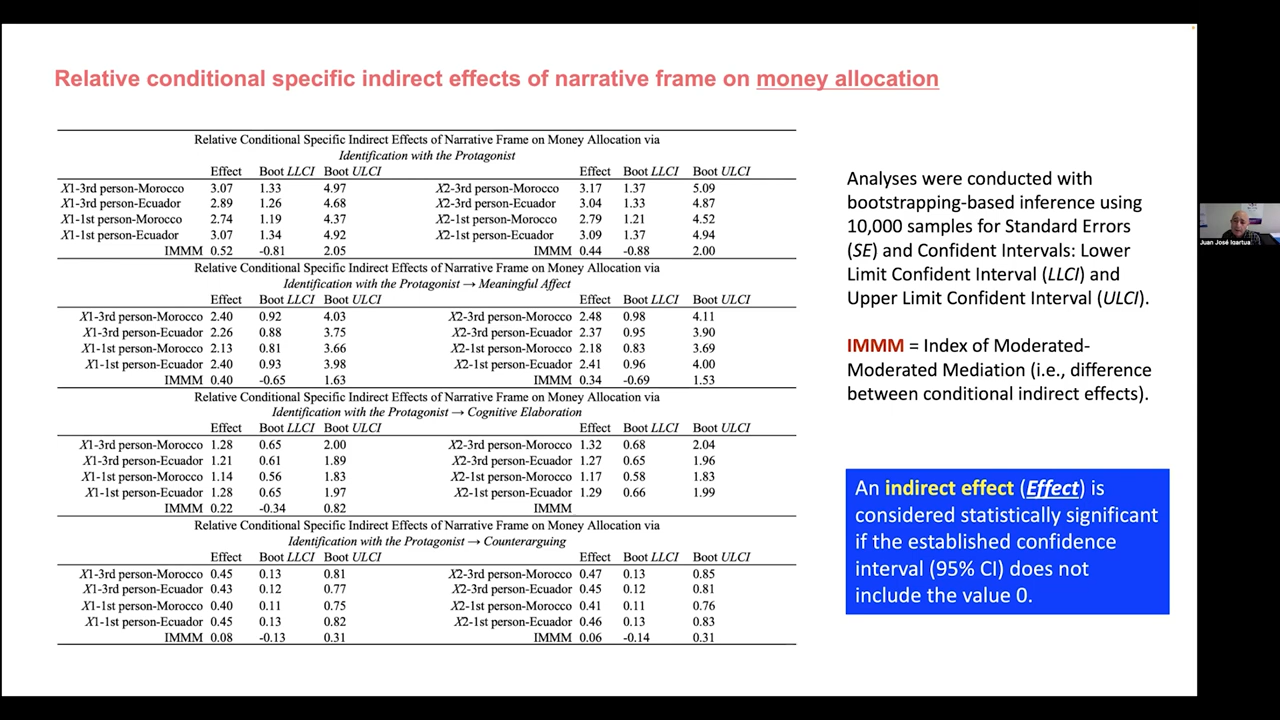 Relative conditional specific indirect effects of narrative frame on money allocation
Relative Conditional Specific Indirect Effects of Narrative Frame on Money Allocation via
Identification with the Protagonist
Effect Boot LLCI Boot ULCI Effect Boot LLCI Boot ULCI
X1-3rd person-Morocco 3.07 1.33 4.97 X2-3rd person-Morocco 3.17 1.37 5.09
X1-3rd person-Ecuador 2.89 1.26 4.68 X2-3rd person-Ecuador 3.04 1.33 4.87
X1-1st person-Morocco 2.74 1.19 4.37 X2-1st person-Morocco 2.79 1.21 4.52
X1-1st person-Ecuador 3.07 1.34 4.92 X2-1st person-Ecuador 3.09 1.37 4.94
IMMM 0.52 -0.81 2.05 IMMM 0.44 -0.88 2.00
Relative Conditional Specific Indirect Effects of Narrative Frame on Money Allocation via
Identification with the Protagonist → Meaningful Affect
Effect Boot LLCI Boot ULCI Effect Boot LLCI Boot ULCI
X1-3rd person-Morocco 2.40 0.92 4.03 X2-3rd person-Morocco 2.48 0.98 4.11
X1-3rd person-Ecuador 2.26 0.88 3.75 X2-3rd person-Ecuador 2.37 0.95 3.90
X1-1st person-Morocco 2.13 0.81 3.66 X2-1st person-Morocco 2.18 0.83 3.69
X1-1st person-Ecuador 2.40 0.93 3.98 X2-1st person-Ecuador 2.41 0.96 4.00
IMMM 0.40 -0.65 1.63 IMMM 0.34 -0.69 1.53
Relative Conditional Specific Indirect Effects of Narrative Frame on Money Allocation via
Identification with the Protagonist → Cognitive Elaboration
Effect Boot LLCI Boot ULCI Effect Boot LLCI Boot ULCI
X1-3rd person-Morocco 1.28 0.65 2.00 X2-3rd person-Morocco 1.32 0.68 2.04
X1-3rd person-Ecuador 1.21 0.61 1.89 X2-3rd person-Ecuador 1.27 0.65 1.96
X1-1st person-Morocco 1.14 0.56 1.83 X2-1st person-Morocco 1.17 0.58 1.83
X1-1st person-Ecuador 1.28 0.65 1.97 X2-1st person-Ecuador 1.29 0.66 1.99
IMMM 0.22 -0.34 0.82 IMMM
Relative Conditional Specific Indirect Effects of Narrative Frame on Money Allocation via
Identification with the Protagonist → Counterarguing
Effect Boot LLCI Boot ULCI Effect Boot LLCI Boot ULCI
X1-3rd person-Morocco 0.45 0.13 0.81 X2-3rd person-Morocco 0.47 0.13 0.85
X1-3rd person-Ecuador 0.43 0.12 0.77 X2-3rd person-Ecuador 0.45 0.12 0.81
X1-1st person-Morocco 0.40 0.11 0.75 X2-1st person-Morocco 0.41 0.11 0.76
X1-1st person-Ecuador 0.45 0.13 0.82 X2-1st person-Ecuador 0.46 0.13 0.83
IMMM 0.08 -0.13 0.31 IMMM 0.06 -0.14 0.31
Analyses were conducted with
bootstrapping-based inference using
10,000 samples for Standard Errors
(SE) and Confident Intervals: Lower
Limit Confident Interval (LLCI) and
Upper Limit Confident Interval (ULCI).
IMMM = Index of Moderated-
Moderated Mediation (i.e., difference
between conditional indirect effects).
An indirect effect (Effect) is
considered statistically significant
if the established confidence
interval (95% CI) does not
include the value 0.
Juan José Igartua